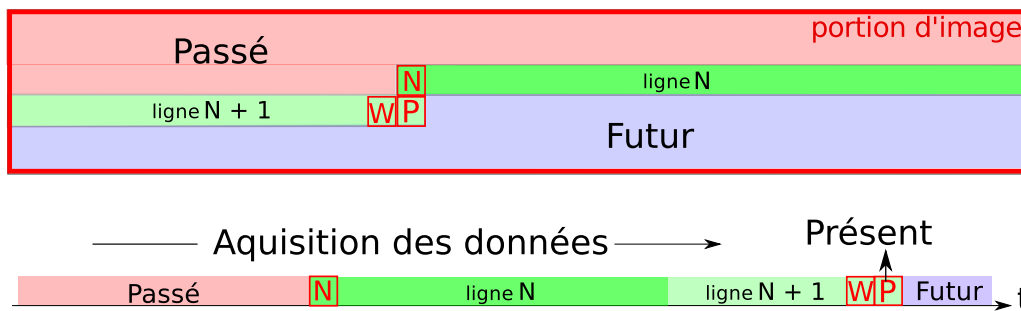 portion d'image
Passé
N ligne N
ligne N + 1 W P
Futur
Aquisition des données
Présent
Passé N ligne N ligne N + 1 W P Futur t